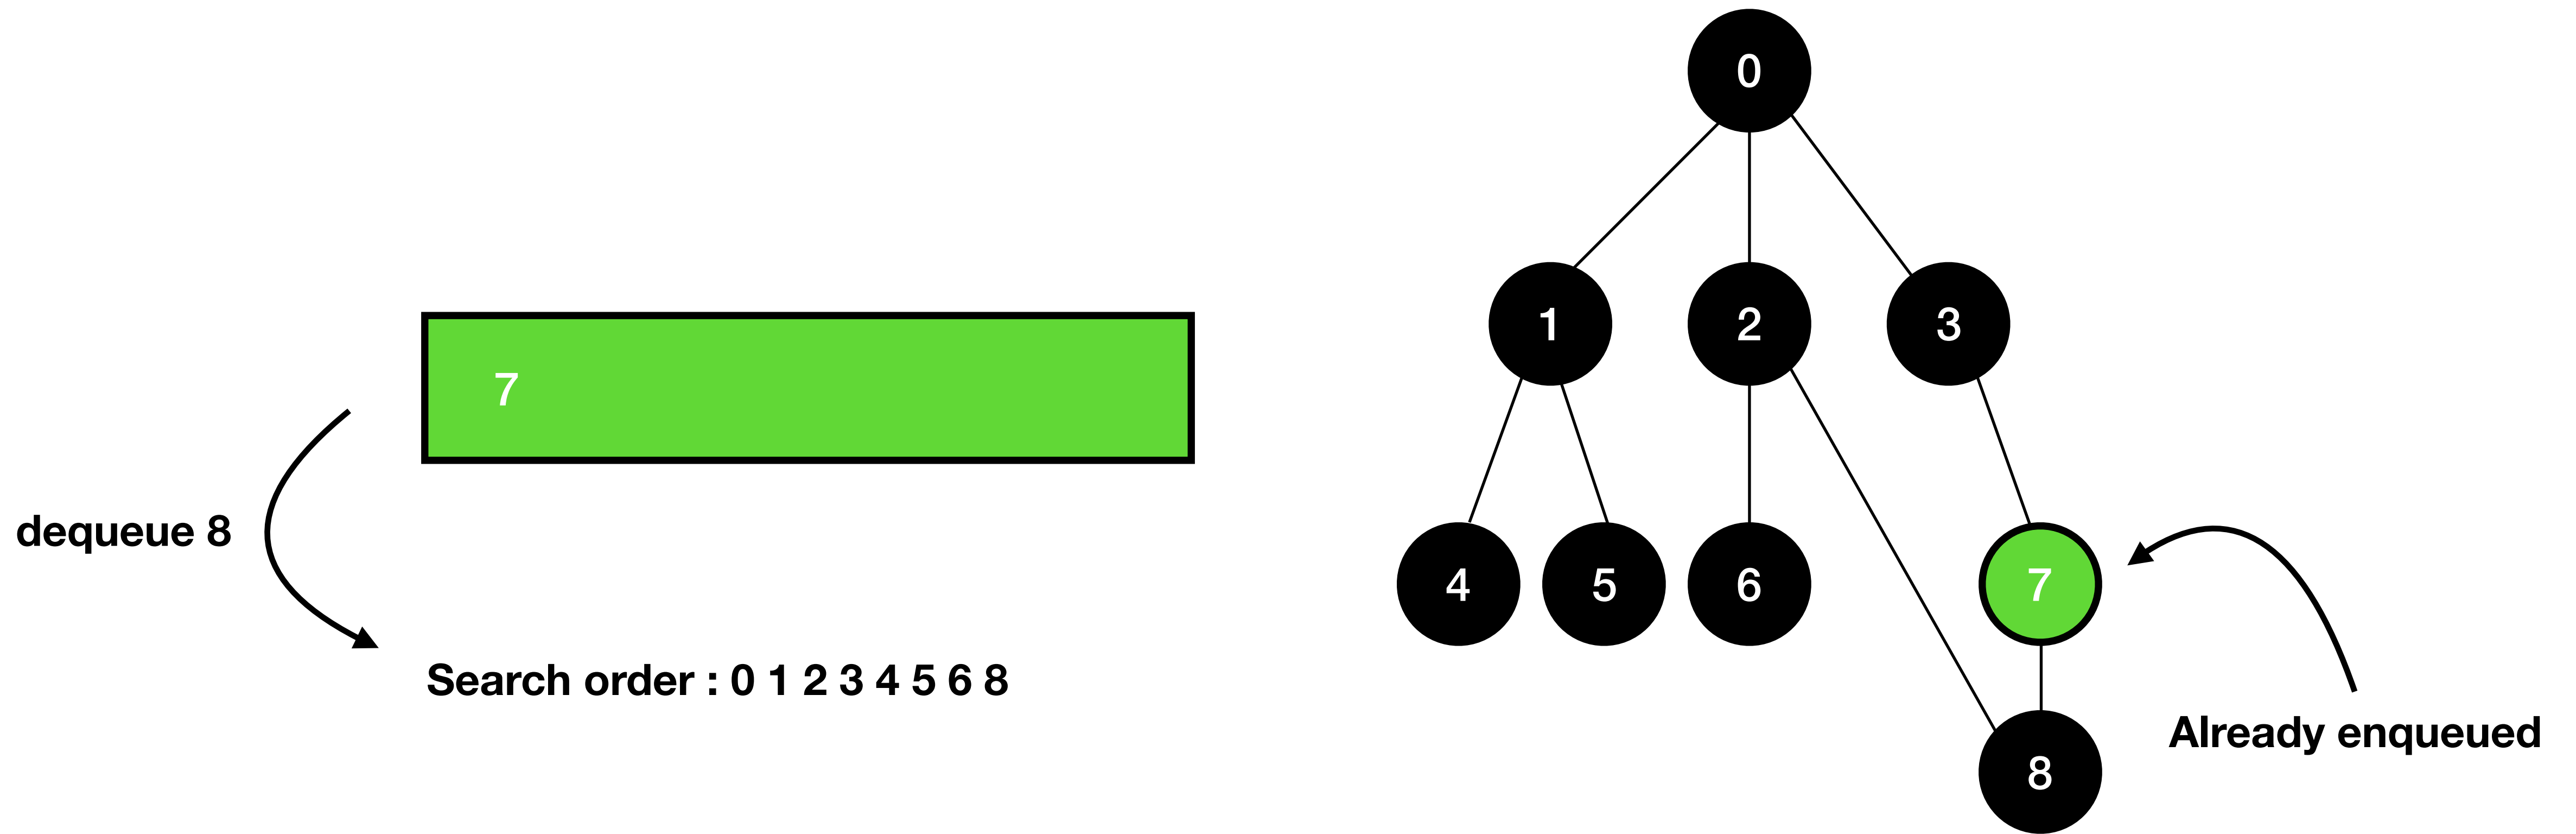 0
1 2 3
7
dequeue 8
4 5 6 7
Search order : 0 1 2 3 4 5 6 8
Already enqueued
8